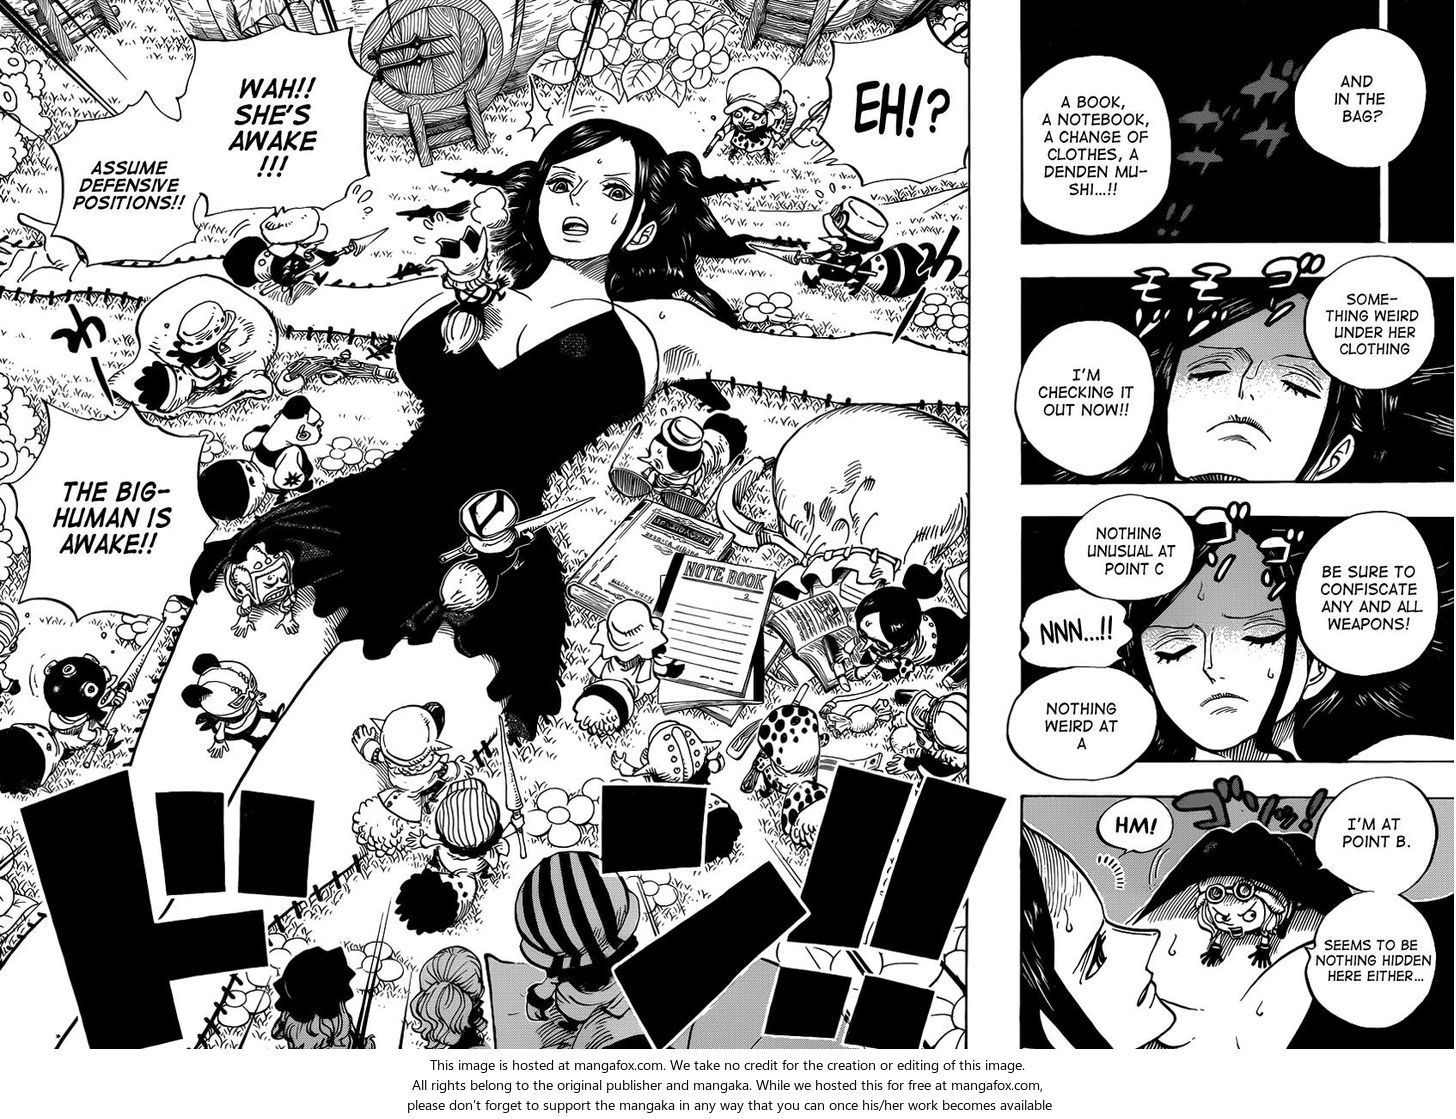 AND
IN THE
BAG?
A BOOK,
A NOTEBOOK,
A CHANGE OF
CLOTHES, A
DENDEN MU-
SHI...!!
SOME-
THING WEIRD
UNDER HER
CLOTHING
I'M
CHECKING IT
OUT NOW!!
NOTHING
UNUSUAL AT
POINT C
BE SURE TO
CONFISCATE
ANY AND ALL
WEAPONS!
NNN...!!
NOTHING
WEIRD AT
A
I'M AT
POINT B.
HM!
SEEMS TO BE
NOTHING HIDDEN
HERE EITHER...
EH!?
WAH!!
SHE'S
AWAKE
!!!
ASSUME
DEFENSIVE
POSITIONS!!
THE BIG-
HUMAN IS
AWAKE!!
NOTE BOOK
2
ドン!!
This image is hosted at mangafox.com. We take no credit for the creation or editing of this image.
All rights belong to the original publisher and mangaka. While we hosted this for free at mangafox.com,
please don't forget to support the mangaka in any way that you can once his/her work becomes available